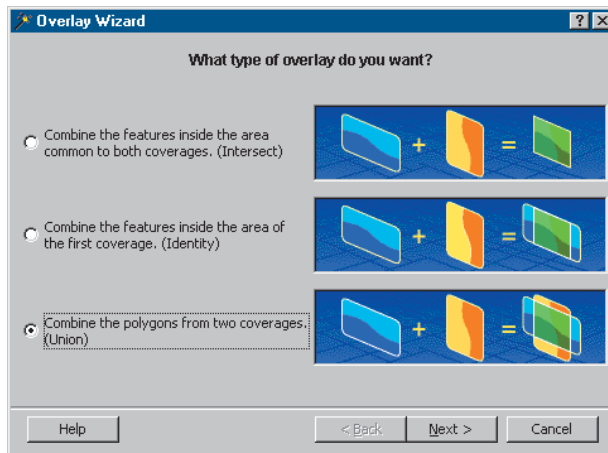 Overlay Wizard
What type of overlay do you want?
Combine the features inside the area
common to both coverages. (Intersect)
+ =
Combine the features inside the area of
the first coverage. (Identity)
+ =
Combine the polygons from two coverages.
(Union)
+ =
Help
< Back
Next >
Cancel